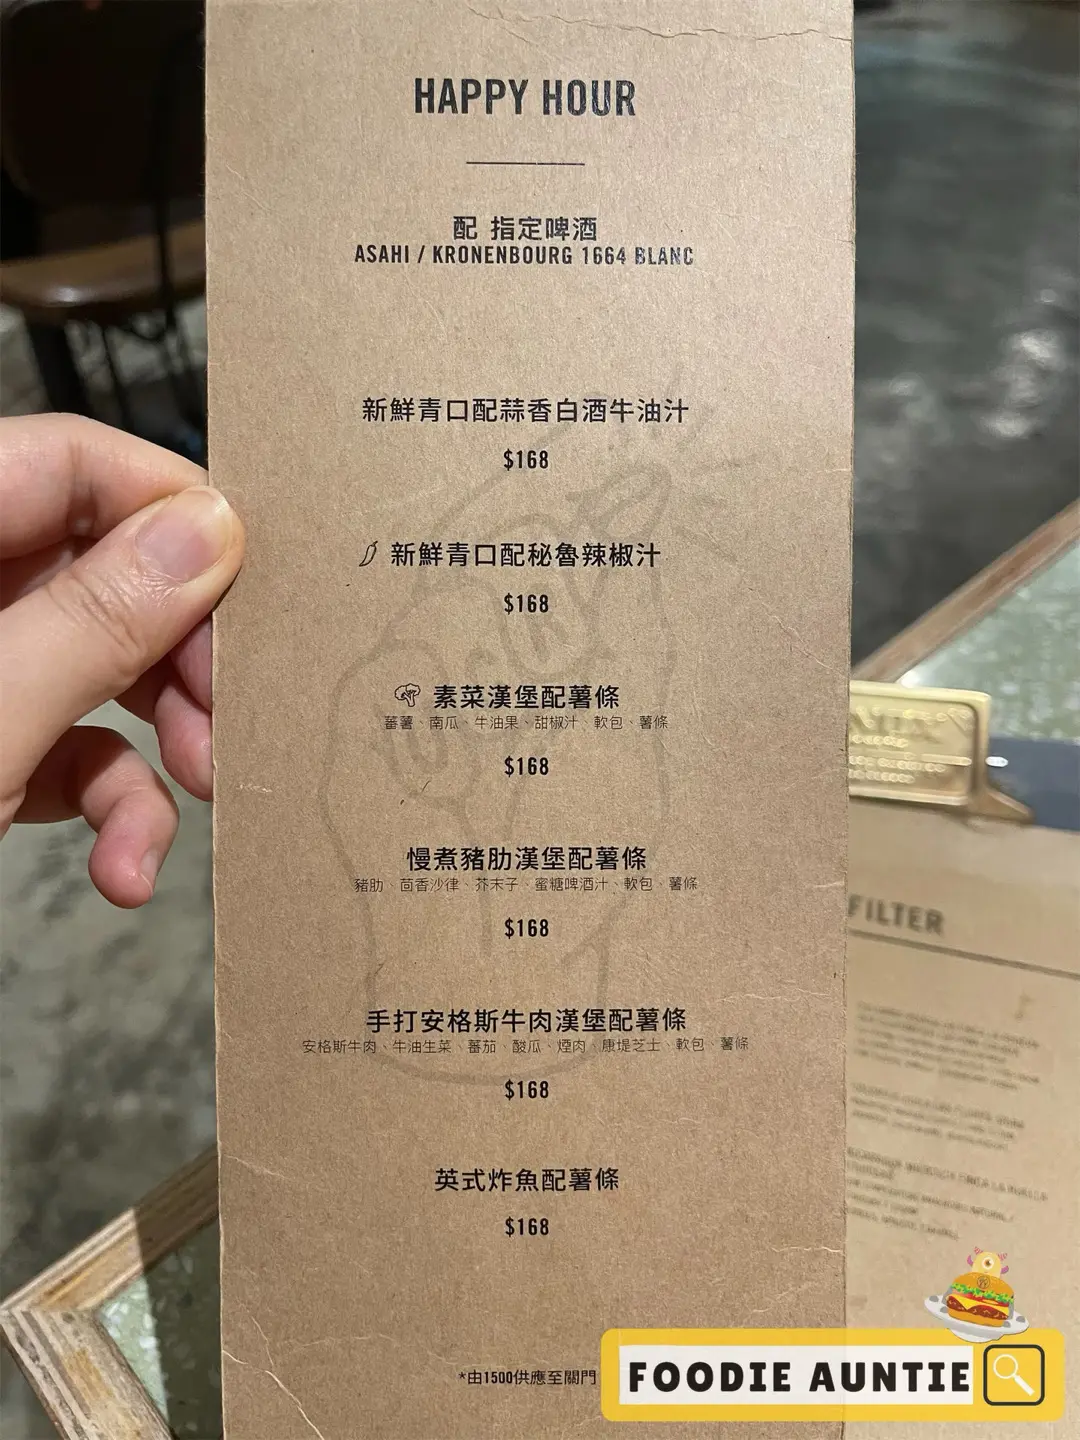 HAPPY HOUR
配 指定啤酒
ASAHI / KRONENBOURG 1664 BLANC
新鮮青口配蒜香白酒牛油汁
$168
新鮮青口配秘魯辣椒汁
$168
素菜漢堡配薯條
蕃薯、南瓜、牛油果、甜椒汁、軟包、薯條
$168
慢煮豬肋漢堡配薯條
豬肋、茴香沙律、芥末子、蜜糖啤酒汁、軟包、薯條
$168
手打安格斯牛肉漢堡配薯條
安格斯牛肉、牛油生菜、蕃茄、酸瓜、煙肉、康堤芝士、軟包、薯條
$168
英式炸魚配薯條
$168
*由1500供應至關門
FILTER
FOODIE AUNTIE